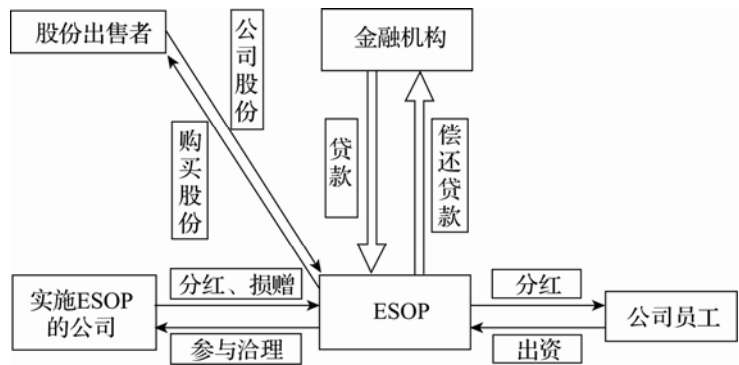 股份出售者
公司股份
金融机构
购买股份
贷款
偿还贷款
实施ESOP
的公司
分红、损赠
参与洽理
ESOP
分红
出资
公司员工